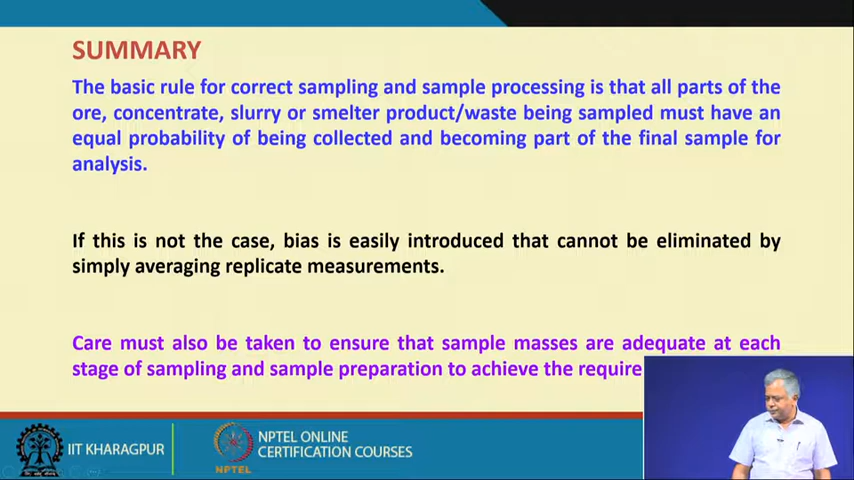 SUMMARY
The basic rule for correct sampling and sample processing is that all parts of the
ore, concentrate, slurry or smelter product/waste being sampled must have an
equal probability of being collected and becoming part of the final sample for
analysis.
If this is not the case, bias is easily introduced that cannot be eliminated by
simply averaging replicate measurements.
Care must also be taken to ensure that sample masses are adequate at each
stage of sampling and sample preparation to achieve the require
IIT KHARAGPUR
NPTEL
NPTEL ONLINE
CERTIFICATION COURSES